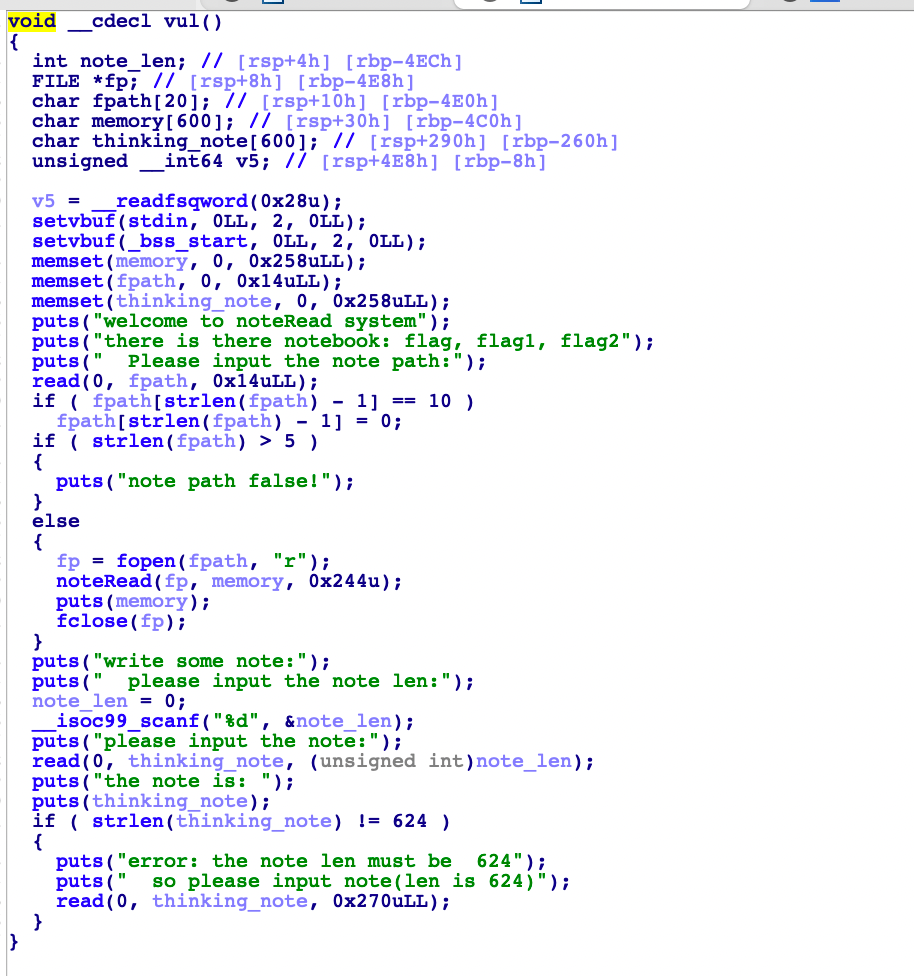 void __cdecl vul()
{
  int note_len; // [rsp+4h] [rbp-4ECh]
  FILE *fp; // [rsp+8h] [rbp-4E8h]
  char fpath[20]; // [rsp+10h] [rbp-4E0h]
  char memory[600]; // [rsp+30h] [rbp-4C0h]
  char thinking_note[600]; // [rsp+290h] [rbp-260h]
  unsigned __int64 v5; // [rsp+4E8h] [rbp-8h]

  v5 = __readfsqword(0x28u);
  setvbuf(stdin, 0LL, 2, 0LL);
  setvbuf(_bss_start, 0LL, 2, 0LL);
  memset(memory, 0, 0x258uLL);
  memset(fpath, 0, 0x14uLL);
  memset(thinking_note, 0, 0x258uLL);
  puts("welcome to noteRead system");
  puts("there is there notebook: flag, flag1, flag2");
  puts("  Please input the note path:");
  read(0, fpath, 0x14uLL);
  if ( fpath[strlen(fpath) - 1] == 10 )
    fpath[strlen(fpath) - 1] = 0;
  if ( strlen(fpath) > 5 )
  {
    puts("note path false!");
  }
  else
  {
    fp = fopen(fpath, "r");
    noteRead(fp, memory, 0x244u);
    puts(memory);
    fclose(fp);
  }
  puts("write some note:");
  puts("  please input the note len:");
  note_len = 0;
  __isoc99_scanf("%d", &note_len);
  puts("please input the note:");
  read(0, thinking_note, (unsigned int)note_len);
  puts("the note is: ");
  puts(thinking_note);
  if ( strlen(thinking_note) != 624 )
  {
    puts("error: the note len must be  624");
    puts("  so please input note(len is 624)");
    read(0, thinking_note, 0x270uLL);
  }
}